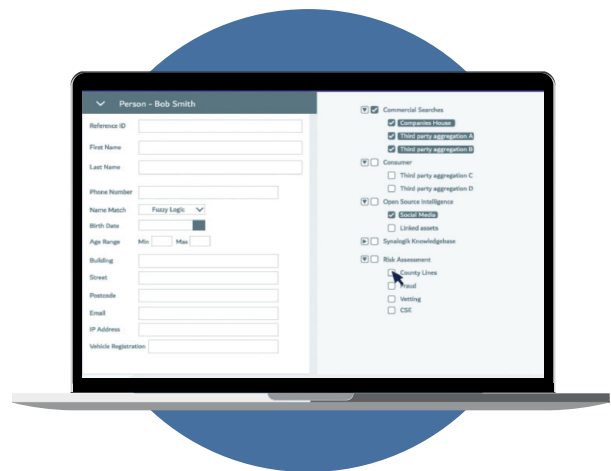 Person - Bob Smith
Reference ID
First Name
Last Name
Phone Number
Name Match Fuzzy Logic
Birth Date
Age Range Min Max
Building
Street
Postcode
Email
IP Address
Vehicle Registration
Commercial Searches
Companies House
Third party aggregation A
Third party aggregation B
Consumer
Third party aggregation C
Third party aggregation D
Open Source Intelligence
Social Media
Linked assets
Synalogik Knowledgebase
Risk Assessment
County Lines
Fraud
Vetting
CSE